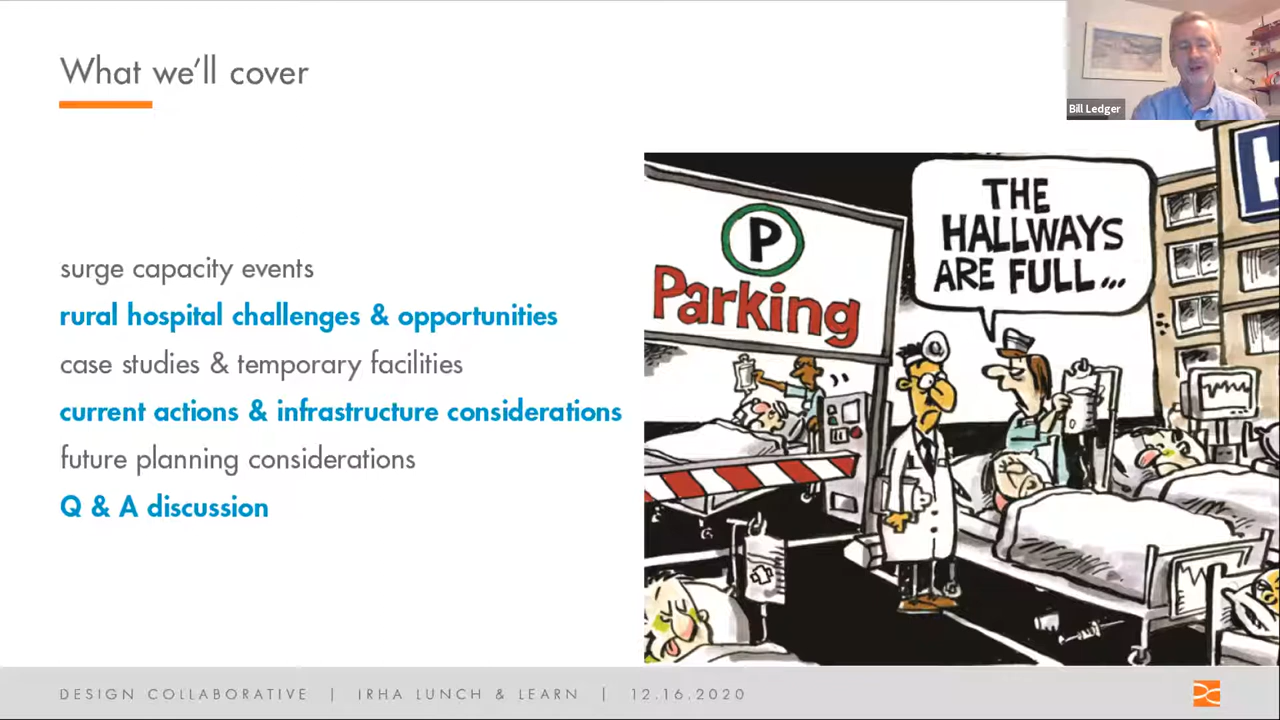 What we'll cover
Bill Ledger
surge capacity events
rural hospital challenges & opportunities
case studies & temporary facilities
current actions & infrastructure considerations
future planning considerations
Q & A discussion
THE
HALLWAYS
ARE FULL...
P
Parking
H
DESIGN COLLABORATIVE | IRHA LUNCH & LEARN | 12.16.2020